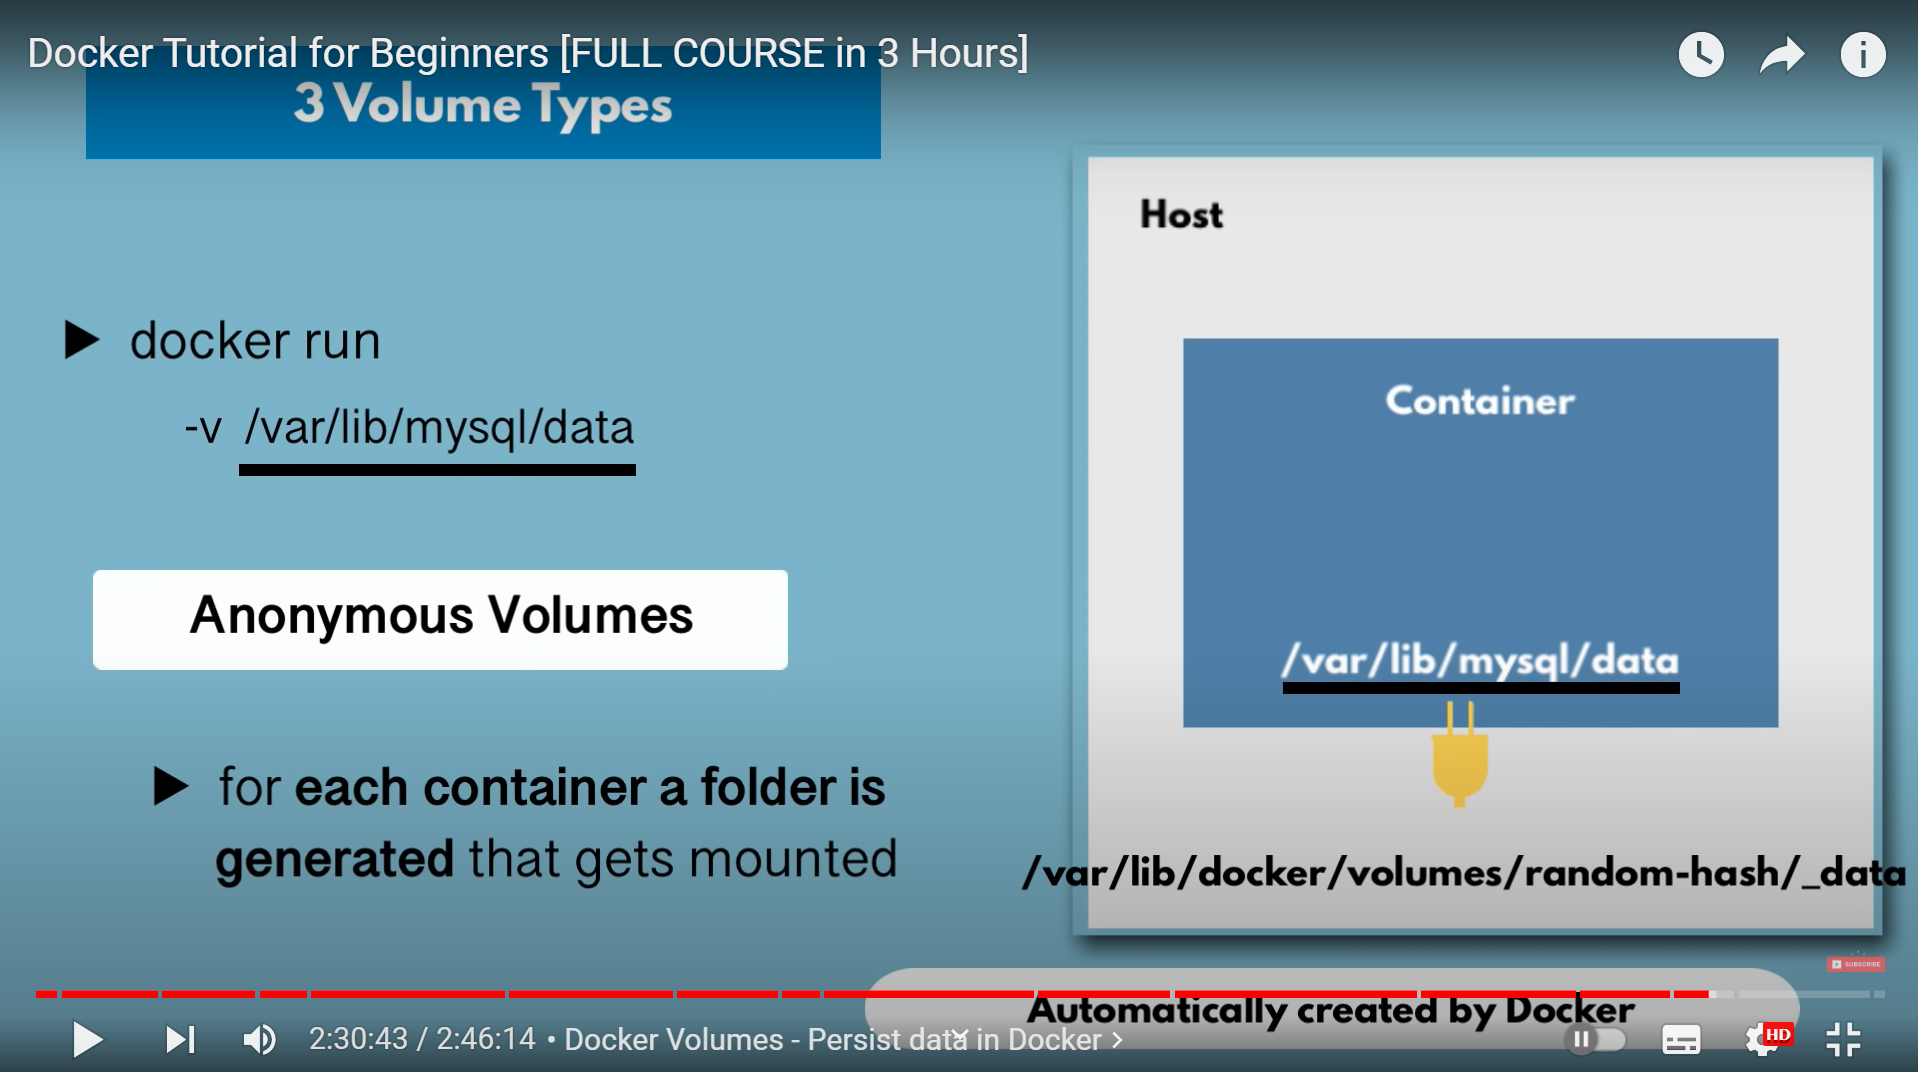 Docker Tutorial for Beginners [FULL COURSE in 3 Hours]
3 Volume Types
docker run
-v /var/lib/mysql/data
Anonymous Volumes
for each container a folder is
generated that gets mounted
Host
Container
/var/lib/mysql/data
/var/lib/docker/volumes/random-hash/_data
SUBSCRIBE
Automatically created by Docker
2:30:43 / 2:46:14 • Docker Volumes - Persist data in Docker
HD